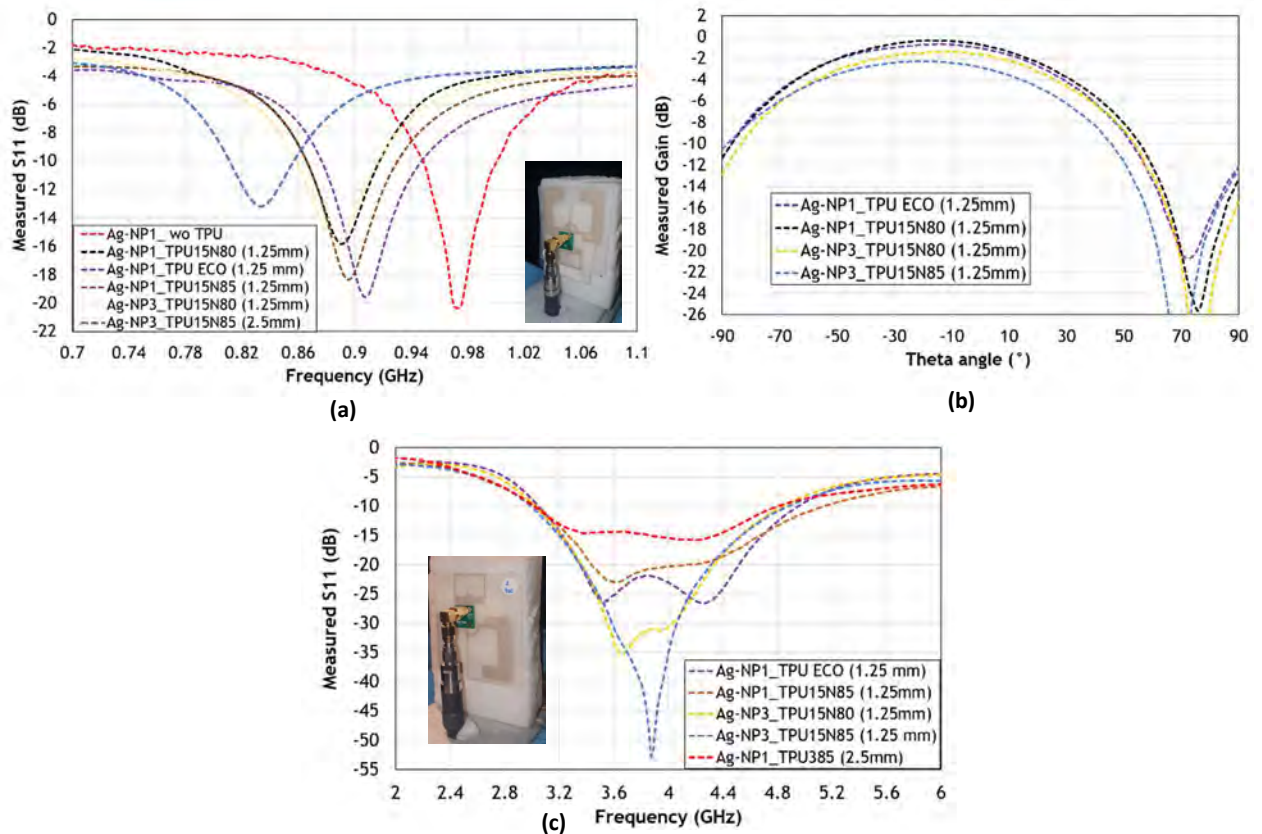 0
-2
-4
-6
-8
-10
-12
-14
-16
-18
-20
-22
Measured S11 (dB)
Ag-NP1_ wo TPU
Ag-NP1_TPU15N80 (1.25mm)
Ag-NP1_TPU ECO (1.25 mm)
Ag-NP1_TPU15N85 (1.25mm)
Ag-NP3_TPU15N80 (1.25mm)
Ag-NP3_TPU15N85 (2.5mm)
0.7 0.74 0.78 0.82 0.86 0.9 0.94 0.98 1.02 1.06 1.1
Frequency (GHz)
(a)
2
0
-2
-4
-6
-8
-10
-12
-14
-16
-18
-20
-22
-24
-26
Measured Gain (dB)
Ag-NP1_TPU ECO (1.25mm)
Ag-NP1_TPU15N80 (1.25mm)
Ag-NP3_TPU15N80 (1.25mm)
Ag-NP3_TPU15N85 (1.25mm)
-90 -70 -50 -30 -10 10 30 50 70 90
Theta angle (°)
(b)
0
-5
-10
-15
-20
-25
-30
-35
-40
-45
-50
-55
Measured S11 (dB)
Ag-NP1_TPU ECO (1.25 mm)
Ag-NP1_TPU15N85 (1.25mm)
Ag-NP3_TPU15N80 (1.25mm)
Ag-NP3_TPU15N85 (1.25 mm)
Ag-NP1_TPU385 (2.5mm)
2 2.4 2.8 3.2 3.6 4 4.4 4.8 5.2 5.6 6
Frequency (GHz)
(c)